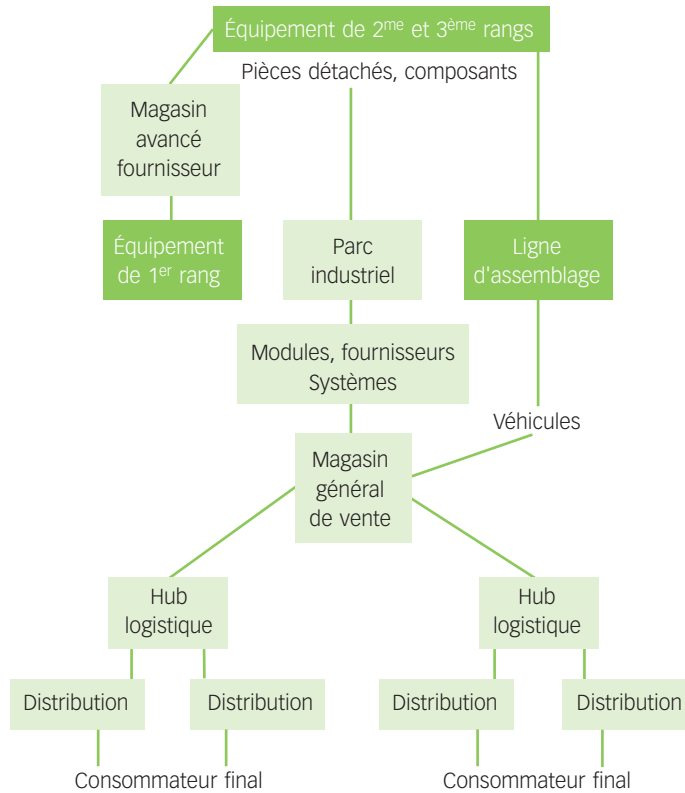 Équipement de 2me et 3ème rangs
Pièces détachés, composants
Magasin
avancé
fournisseur
Équipement
de 1er rang
Parc
industriel
Ligne
d'assemblage
Modules, fournisseurs
Systèmes
Véhicules
Magasin
général
de vente
Hub
logistique
Hub
logistique
Distribution
Distribution
Distribution
Distribution
Consommateur final
Consommateur final